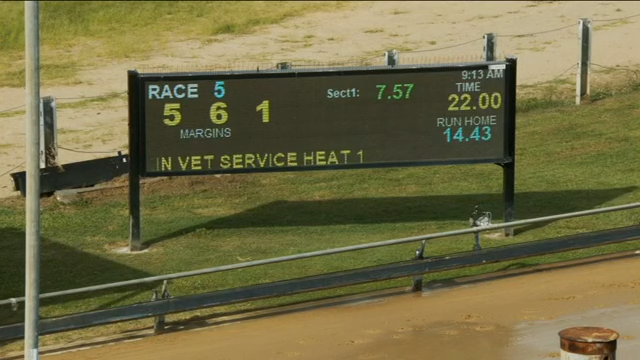 9:13 AM
RACE 5
Sect1: 7.57
TIME
22.00
5 6 1
MARGINS
RUN HOME
14.43
IN VET SERVICE HEAT 1